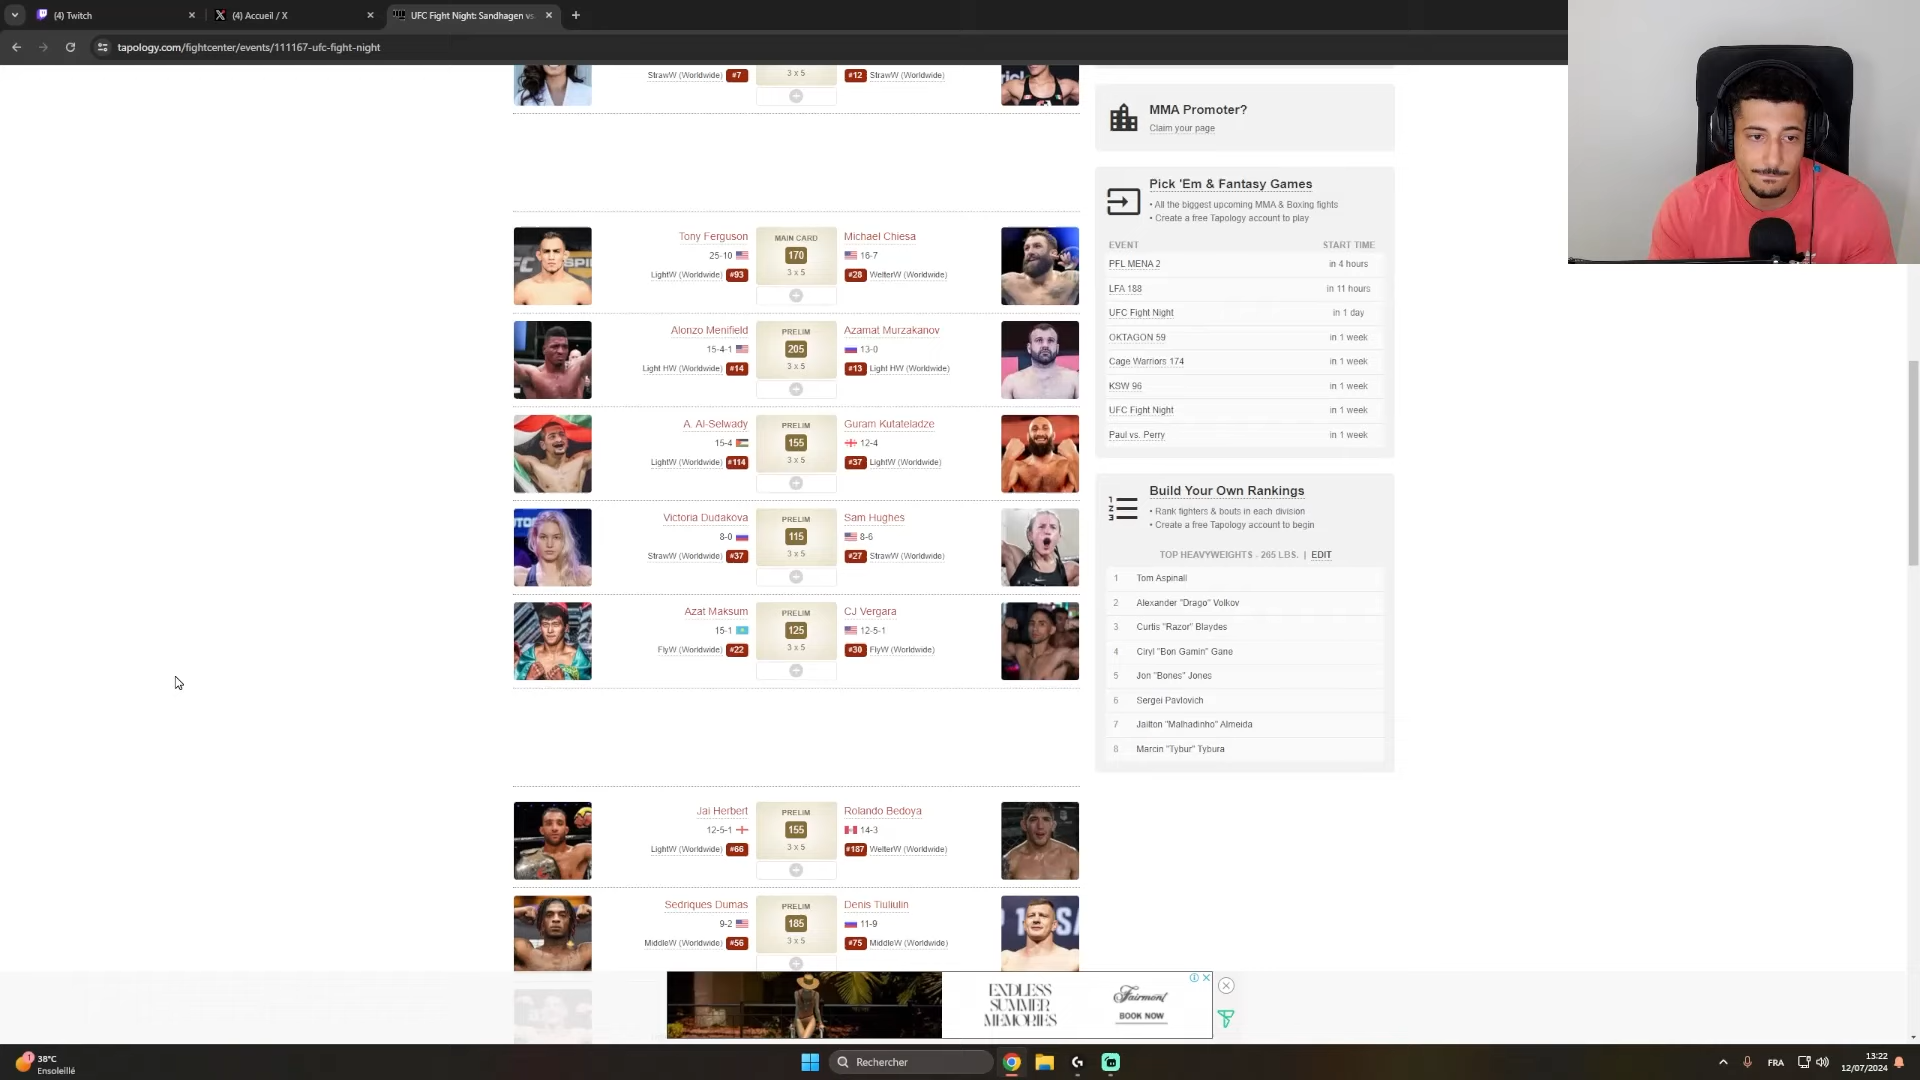 (4) Twitch
(4) Accueil / X
UFC Fight Night: Sandhagen vs.
tapology.com/fightcenter/events/111167-ufc-fight-night
StrawW (Worldwide) #7
3 x 5
#12 StrawW (Worldwide)
Tony Ferguson
MAIN CARD
Michael Chiesa
25-10
170
16-7
LightW (Worldwide) #93
3 x 5
#28 WelterW (Worldwide)
Alonzo Menifield
PRELIM
Azamat Murzakanov
15-4-1
205
13-0
Light HW (Worldwide) #14
3 x 5
#13 Light HW (Worldwide)
A. Al-Selwady
PRELIM
Guram Kutateladze
15-4
155
12-4
LightW (Worldwide) #114
3 x 5
#37 LightW (Worldwide)
Victoria Dudakova
PRELIM
Sam Hughes
8-0
115
8-6
StrawW (Worldwide) #37
3 x 5
#27 StrawW (Worldwide)
Azat Maksum
PRELIM
CJ Vergara
15-1
125
12-5-1
FlyW (Worldwide) #22
3 x 5
#30 FlyW (Worldwide)
Jai Herbert
PRELIM
Rolando Bedoya
12-5-1
155
14-3
LightW (Worldwide) #66
3 x 5
#187 WelterW (Worldwide)
Sedriques Dumas
PRELIM
Denis Tiuliulin
9-2
185
11-9
MiddleW (Worldwide) #56
3 x 5
#75 MiddleW (Worldwide)
MMA Promoter?
Claim your page
Pick 'Em & Fantasy Games
• All the biggest upcoming MMA & Boxing fights
• Create a free Tapology account to play
EVENT START TIME
PFL MENA 2 in 4 hours
LFA 188 in 11 hours
UFC Fight Night in 1 day
OKTAGON 59 in 1 week
Cage Warriors 174 in 1 week
KSW 96 in 1 week
UFC Fight Night in 1 week
Paul vs. Perry in 1 week
Build Your Own Rankings
• Rank fighters & bouts in each division
• Create a free Tapology account to begin
TOP HEAVYWEIGHTS - 265 LBS. | EDIT
1 Tom Aspinall
2 Alexander "Drago" Volkov
3 Curtis "Razor" Blaydes
4 Ciryl "Bon Gamin" Gane
5 Jon "Bones" Jones
6 Sergei Pavlovich
7 Jailton "Malhadinho" Almeida
8 Marcin "Tybur" Tybura
ENDLESS
SUMMER
MEMORIES
Fairmont
BOOK NOW
1
38°C
Ensoleillé
Rechercher
FRA
13:22
12/07/2024